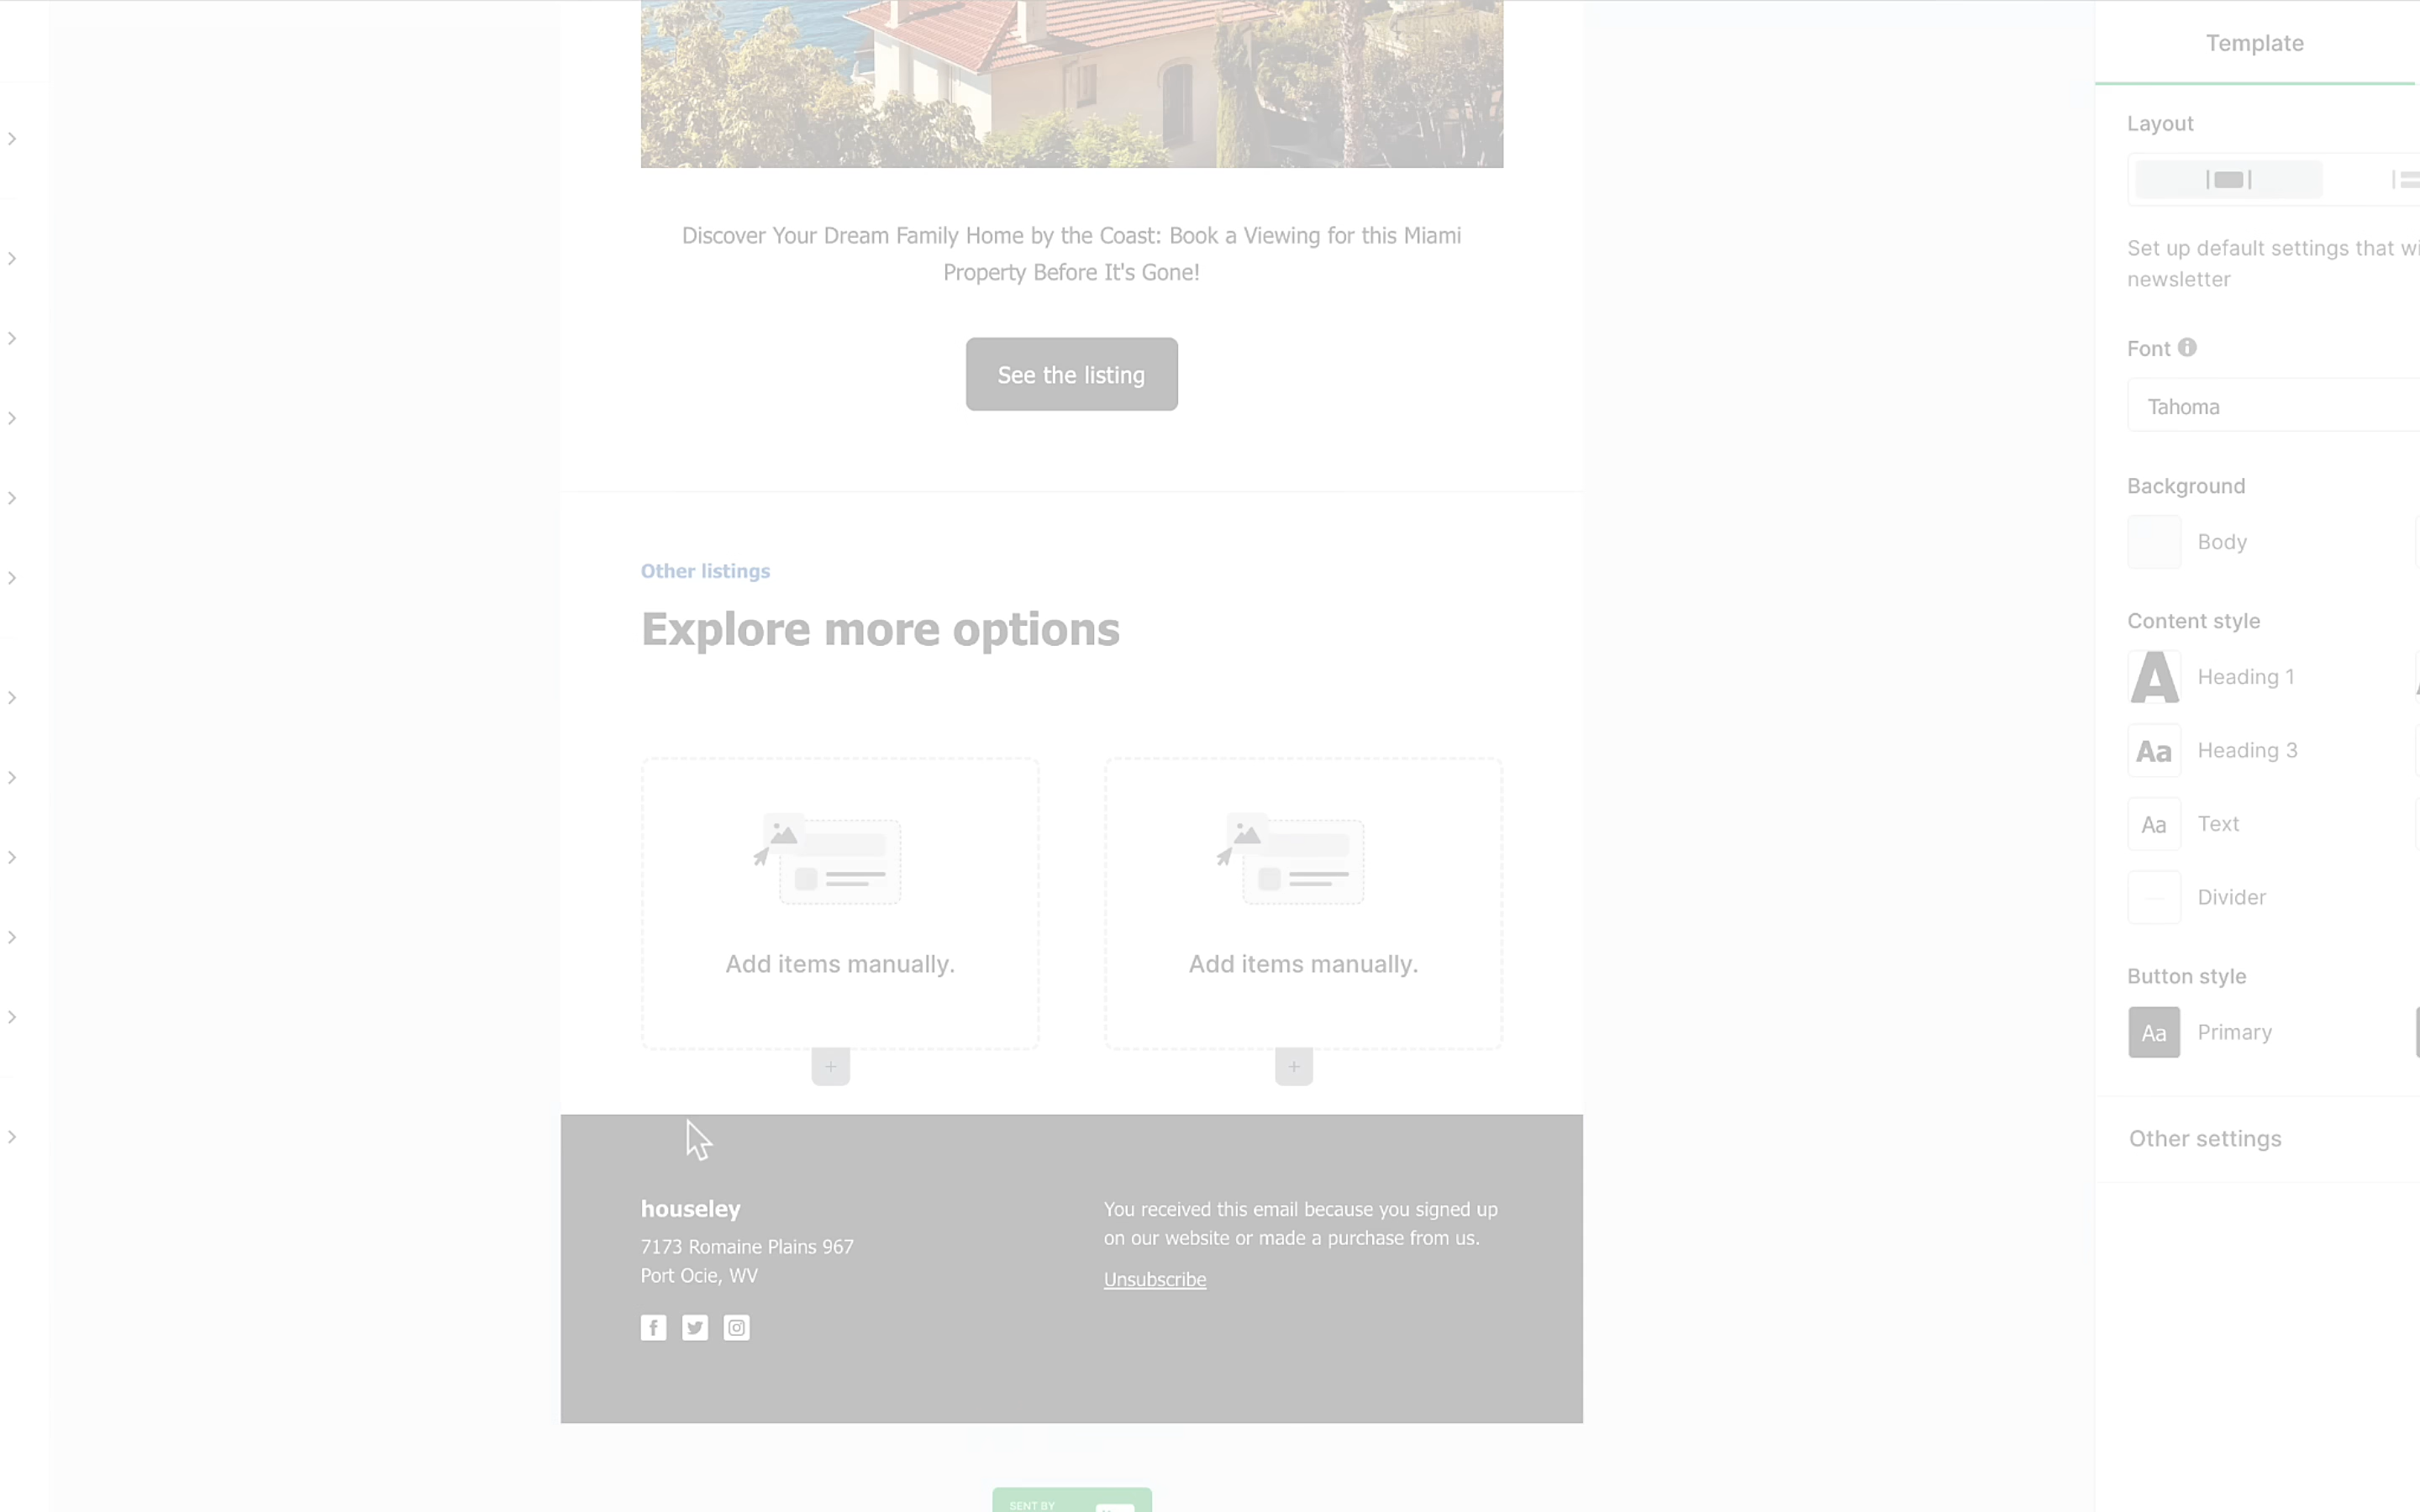 Template
Layout
Set up default settings that
newsletter
Font
Tahoma
Background
Body
Content style
A
Heading 1
Aa
Heading 3
Aa
Text
Divider
Button style
Aa
Primary
Other settings
Discover Your Dream Family Home by the Coast: Book a Viewing for this Miami
Property Before It's Gone!
See the listing
Other listings
Explore more options
Add items manually.
Add items manually.
+
+
houseley
7173 Romaine Plains 967
Port Ocie, WV
You received this email because you signed up
on our website or made a purchase from us.
Unsubscribe
SENT BY